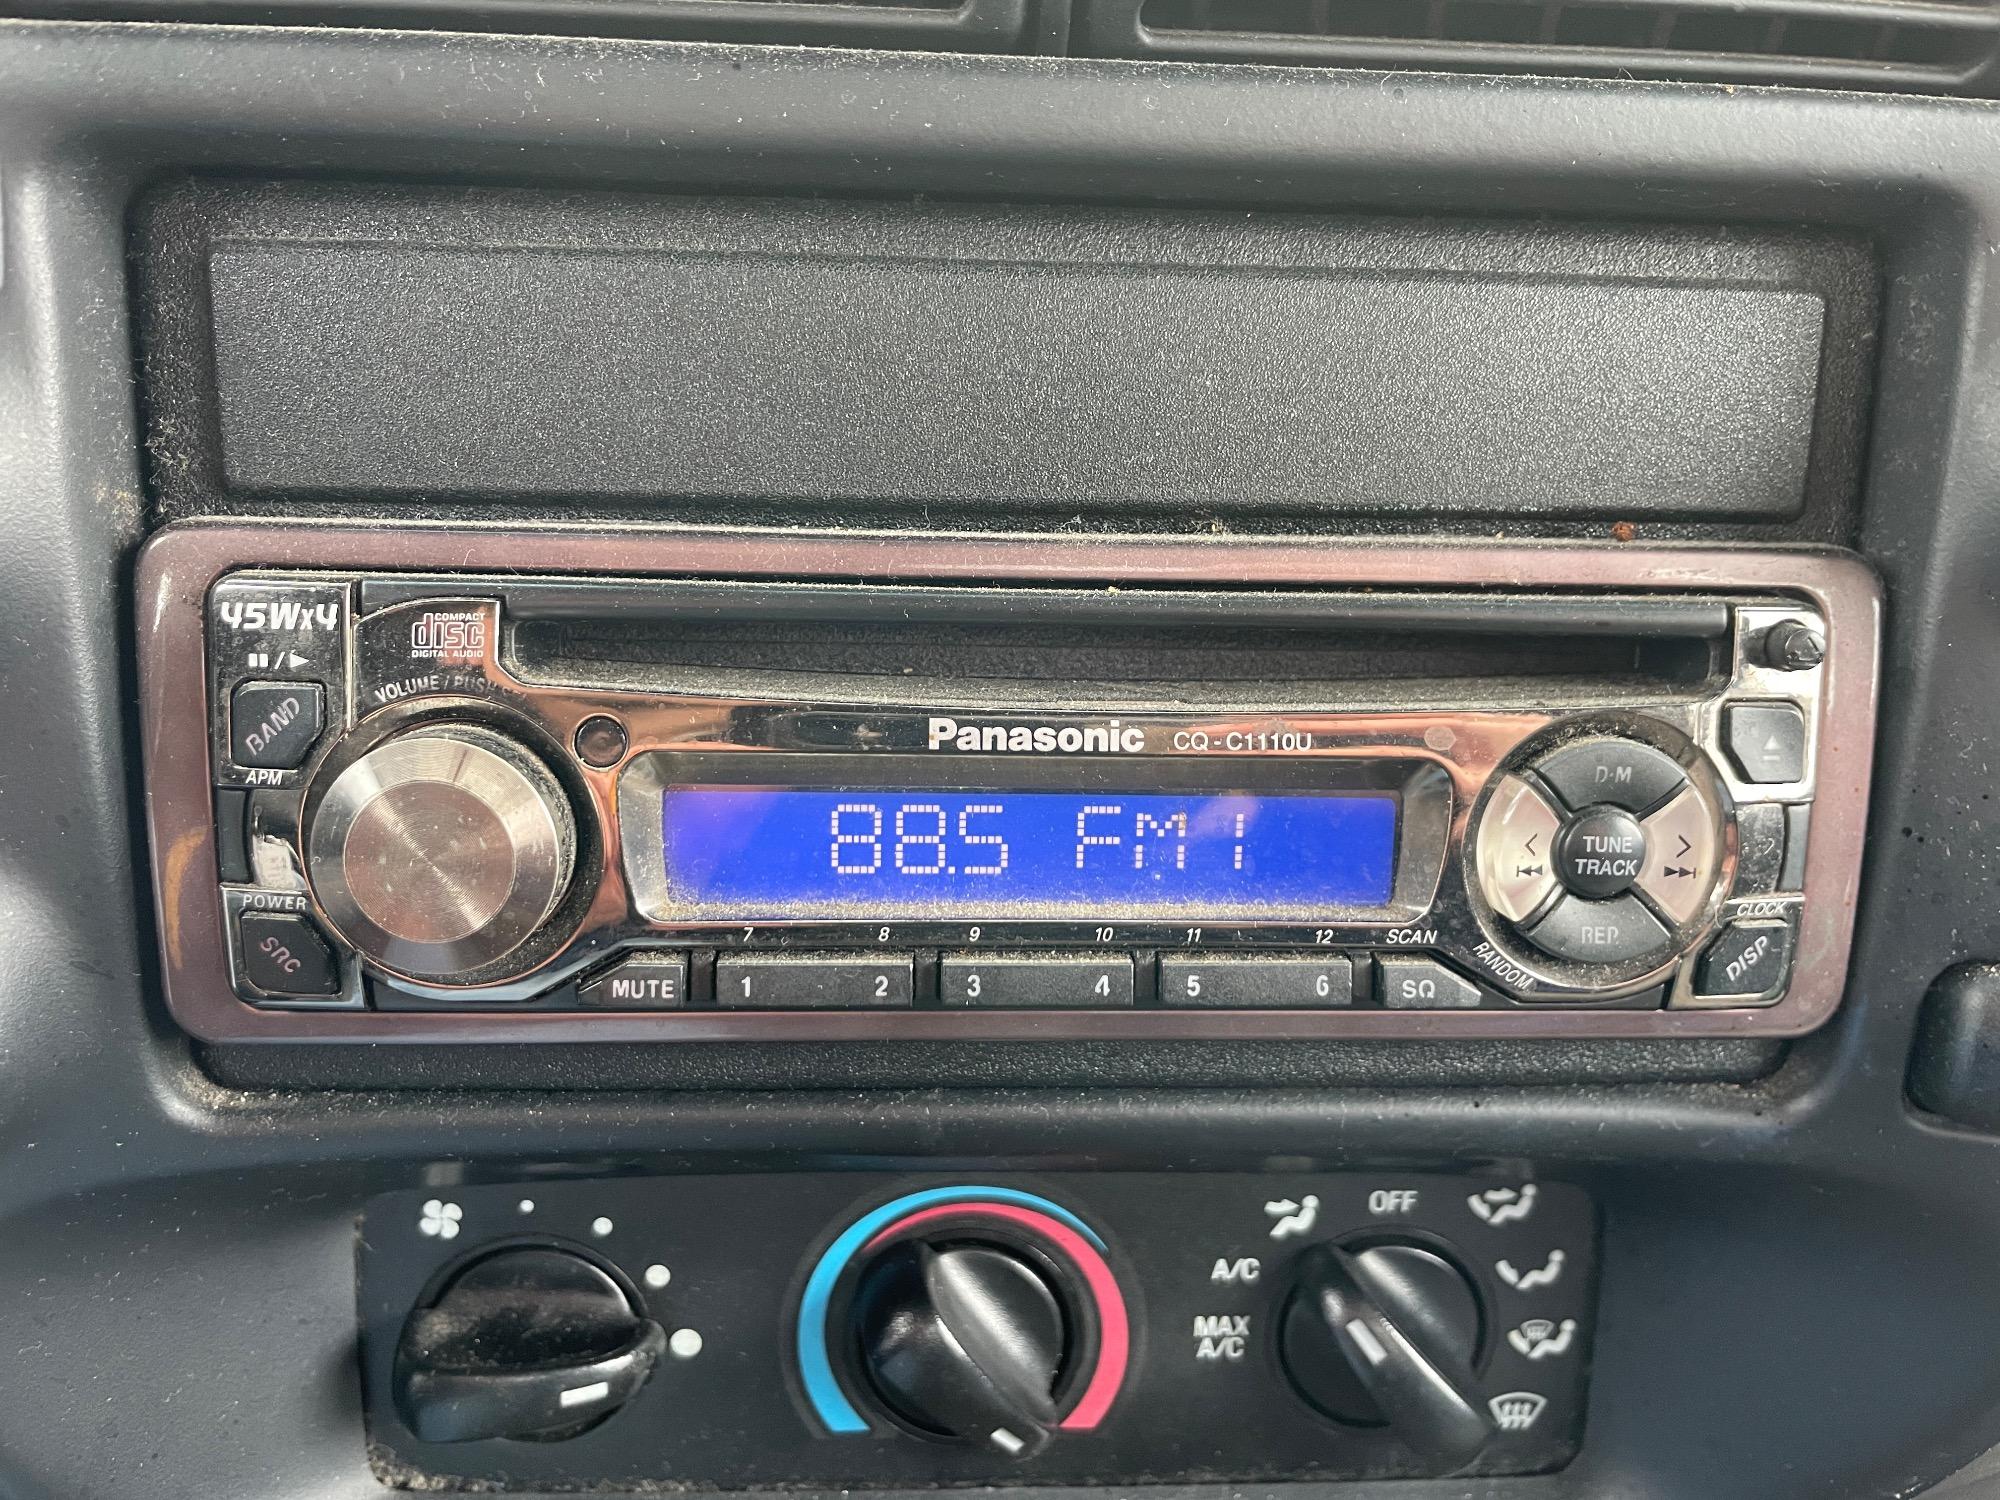 45Wx4
COMPACT
disc
DIGITAL AUDIO
VOLUME / PUSH
BAND
APM
Panasonic CQ-C1110U
88.5 FM1
D·M
TUNE
TRACK
REP
RANDOM
POWER
SRC
CLOCK
DISP
7 8 9 10 11 12 SCAN
MUTE 1 2 3 4 5 6 SQ
OFF
A/C
MAX
A/C